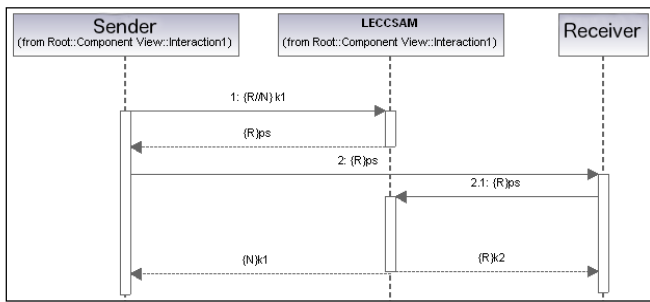 Sender
(from Root::Component View::Interaction1)
LECCSAM
(from Root::Component View::Interaction1)
Receiver
1: {R//N} k1
{R}ps
2: {R}ps
2.1: {R}ps
{N}k1
{R}k2